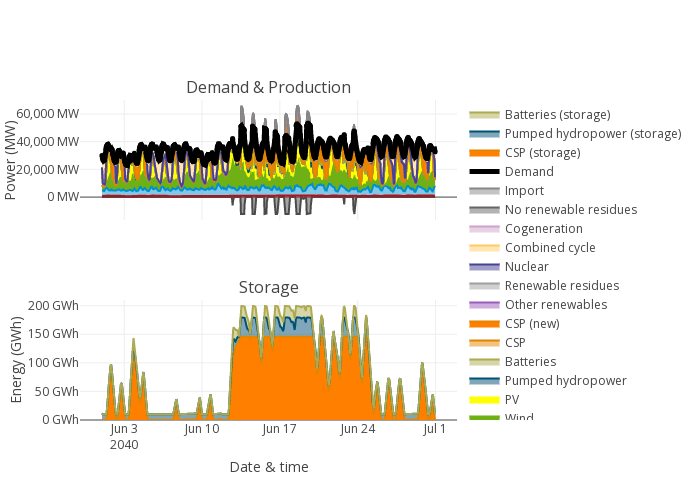 Demand & Production
60,000 MW
40,000 MW
20,000 MW
0 MW
Power (MW)
Storage
200 GWh
150 GWh
100 GWh
50 GWh
0 GWh
Energy (GWh)
Jun 3
2040
Jun 10
Jun 17
Jun 24
Jul 1
Date & time
Batteries (storage)
Pumped hydropower (storage)
CSP (storage)
Demand
Import
No renewable residues
Cogeneration
Combined cycle
Nuclear
Renewable residues
Other renewables
CSP (new)
CSP
Batteries
Pumped hydropower
PV
Wind